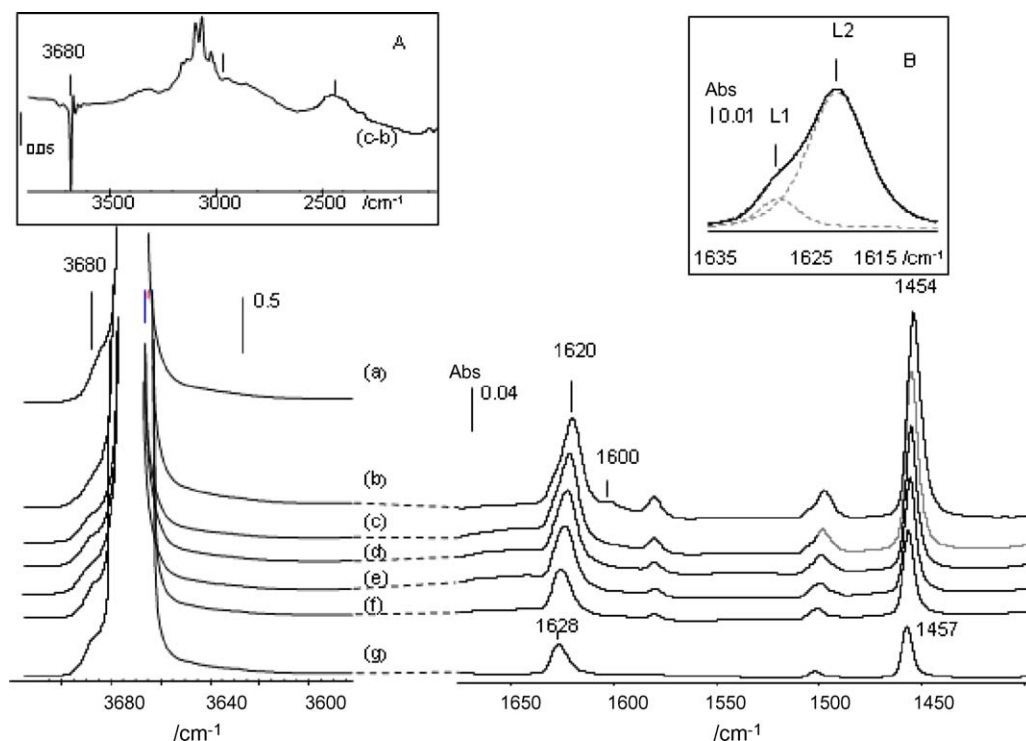 A
3680
(c-b)
0.05
3500 3000 2500 /cm-1
L2
B
Abs
0.01
L1
1635 1625 1615 /cm-1
3680
0.5
1454
(a)
1620
Abs
0.04
1600
(b)
(c)
(d)
(e)
(f)
1628
1457
(g)
3680 3640 3600
1650 1600 1550 1500 1450
/cm-1
/cm-1